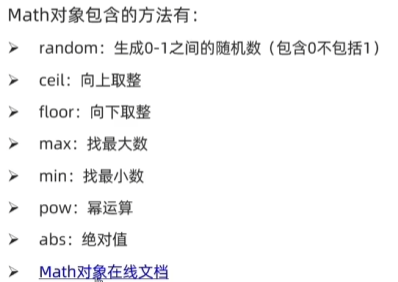 Math对象包含的方法有：
➢ random：生成0-1之间的随机数（包含0不包括1）
➢ ceil：向上取整
➢ floor：向下取整
➢ max：找最大数
➢ min：找最小数
➢ pow：幂运算
➢ abs：绝对值
➢ Math对象在线文档